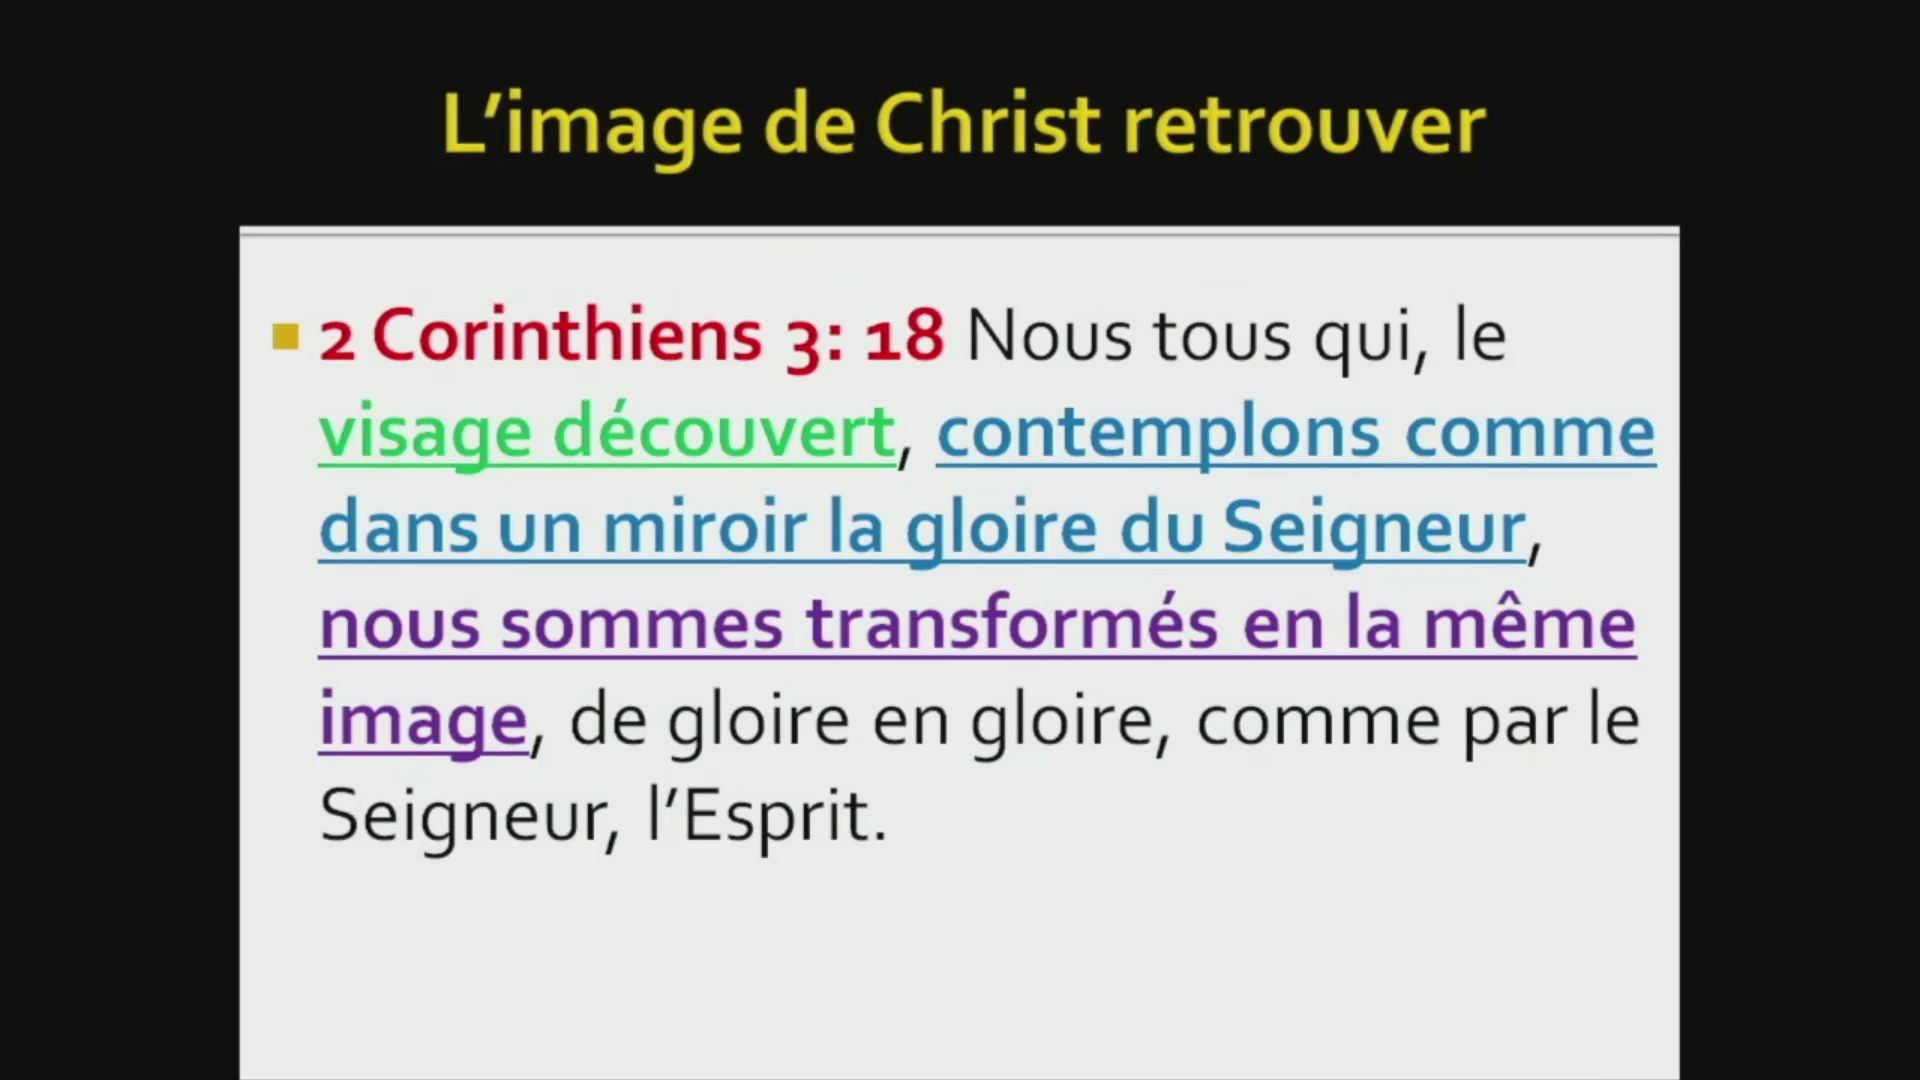 L’image de Christ retrouver
2 Corinthiens 3: 18 Nous tous qui, le
visage découvert, contemplons comme
dans un miroir la gloire du Seigneur,
nous sommes transformés en la même
image, de gloire en gloire, comme par le
Seigneur, l’Esprit.